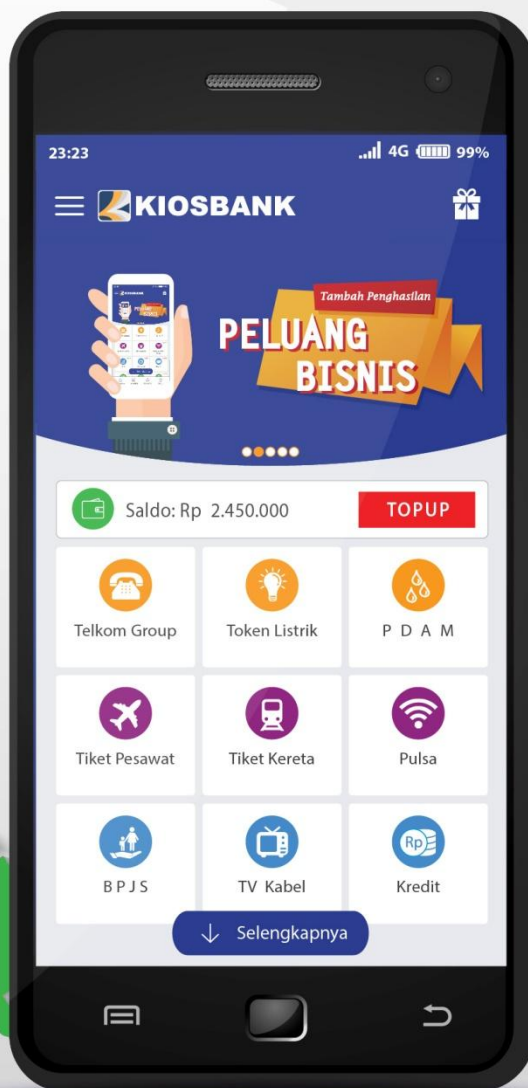 23:23 4G 99%
KIOSBANK
Tambah Penghasilan
PELUANG
BISNIS
Saldo: Rp 2.450.000 TOPUP
Telkom Group Token Listrik P D A M
Tiket Pesawat Tiket Kereta Pulsa
Rp
B P J S TV Kabel Kredit
Selengkapnya